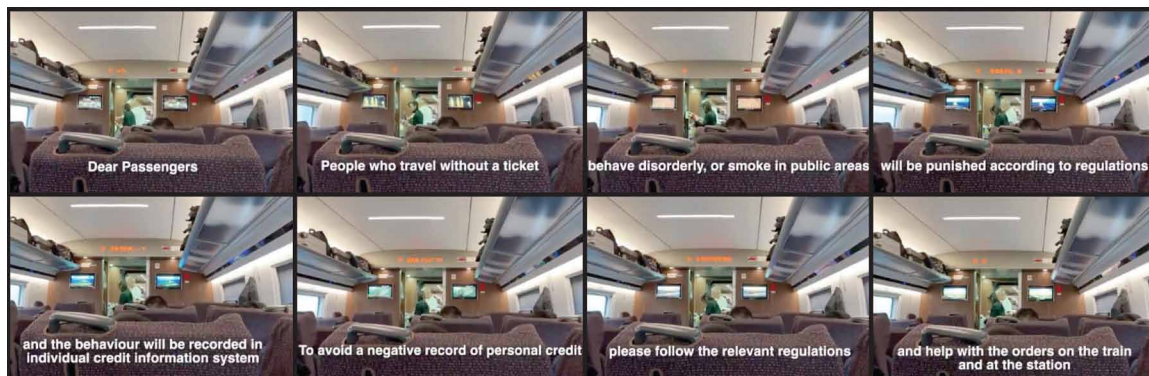 Dear Passengers
People who travel without a ticket
behave disorderly, or smoke in public areas
will be punished according to regulations
and the behaviour will be recorded in
individual credit information system
To avoid a negative record of personal credit
please follow the relevant regulations
and help with the orders on the train
and at the station